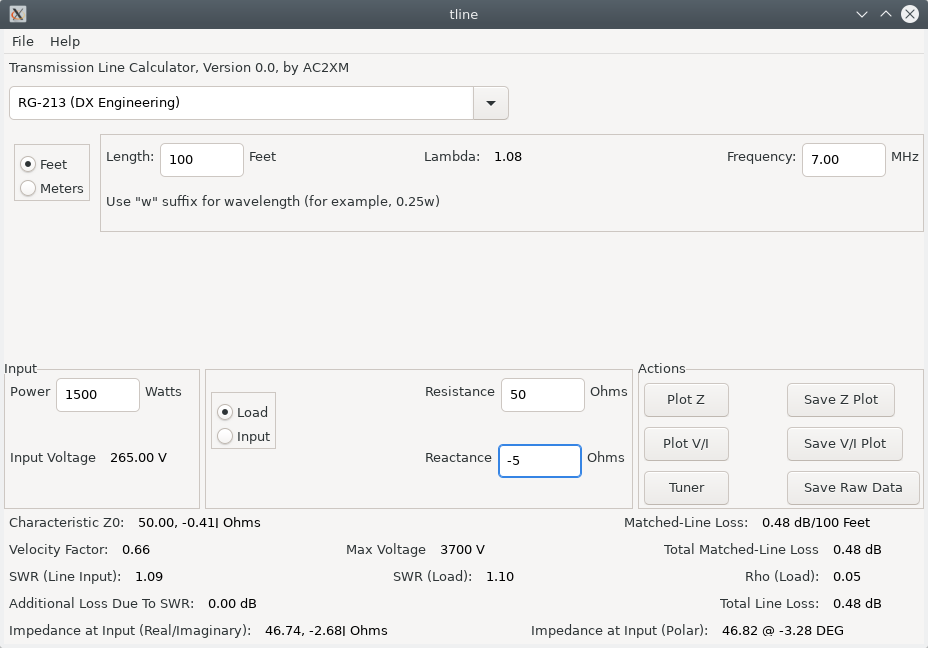 tline
File Help
Transmission Line Calculator, Version 0.0, by AC2XM
RG-213 (DX Engineering)
Feet
Meters
Length: 100 Feet Lambda: 1.08 Frequency: 7.00 MHz
Use "w" suffix for wavelength (for example, 0.25w)
Input
Power 1500 Watts
Input Voltage 265.00 V
Load
Input
Resistance 50 Ohms
Reactance -5 Ohms
Actions
Plot Z Save Z Plot
Plot V/I Save V/I Plot
Tuner Save Raw Data
Characteristic Z0: 50.00, -0.41J Ohms Matched-Line Loss: 0.48 dB/100 Feet
Velocity Factor: 0.66 Max Voltage 3700 V Total Matched-Line Loss 0.48 dB
SWR (Line Input): 1.09 SWR (Load): 1.10 Rho (Load): 0.05
Additional Loss Due To SWR: 0.00 dB Total Line Loss: 0.48 dB
Impedance at Input (Real/Imaginary): 46.74, -2.68J Ohms Impedance at Input (Polar): 46.82 @ -3.28 DEG